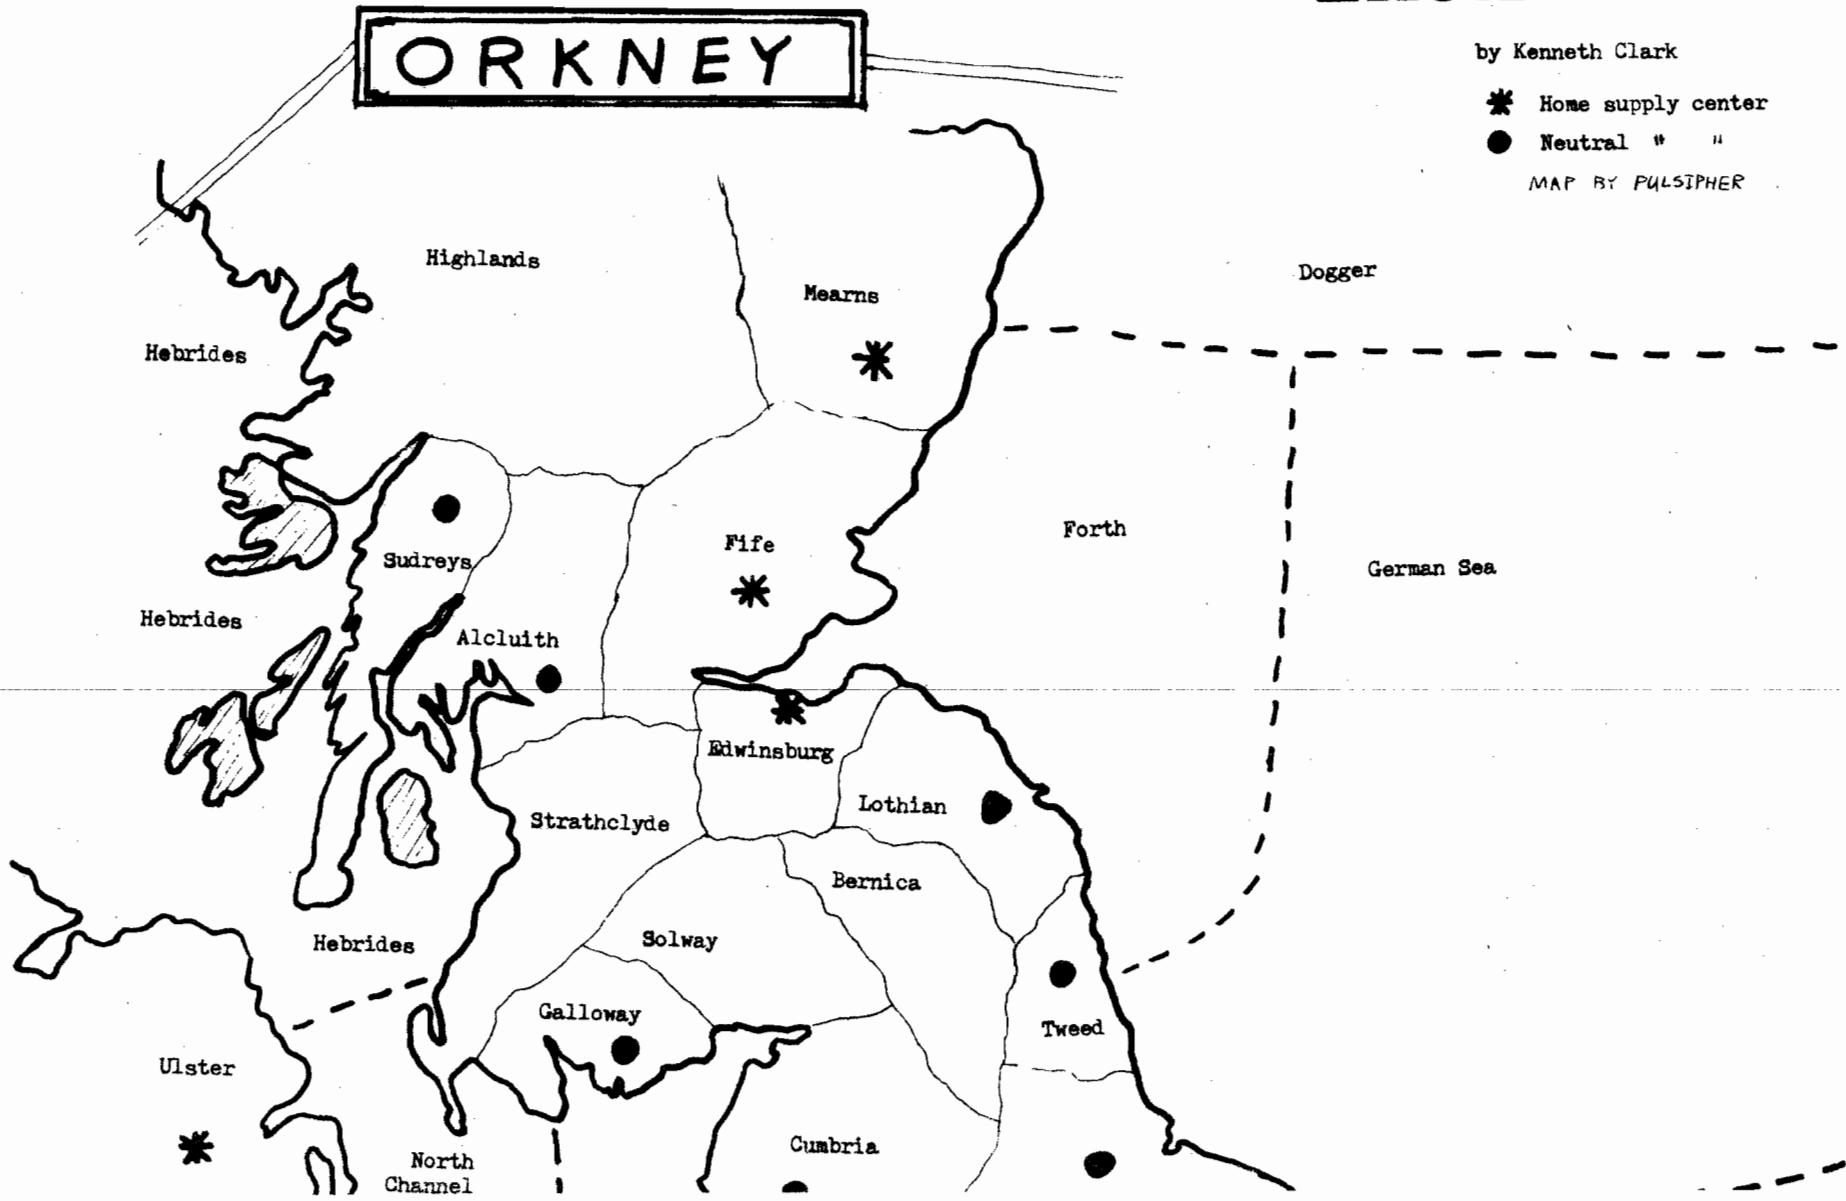 ORKNEY
by Kenneth Clark
Home supply center
Neutral " "
MAP BY PULSIPHER
Highlands
Dogger
Mearns
Hebrides
Forth
Fife
Sudreys
German Sea
Hebrides
Alcluith
Edwinsburg
Lothian
Strathclyde
Bernica
Solway
Hebrides
Galloway
Tweed
Ulster
Cumbria
North
Channel